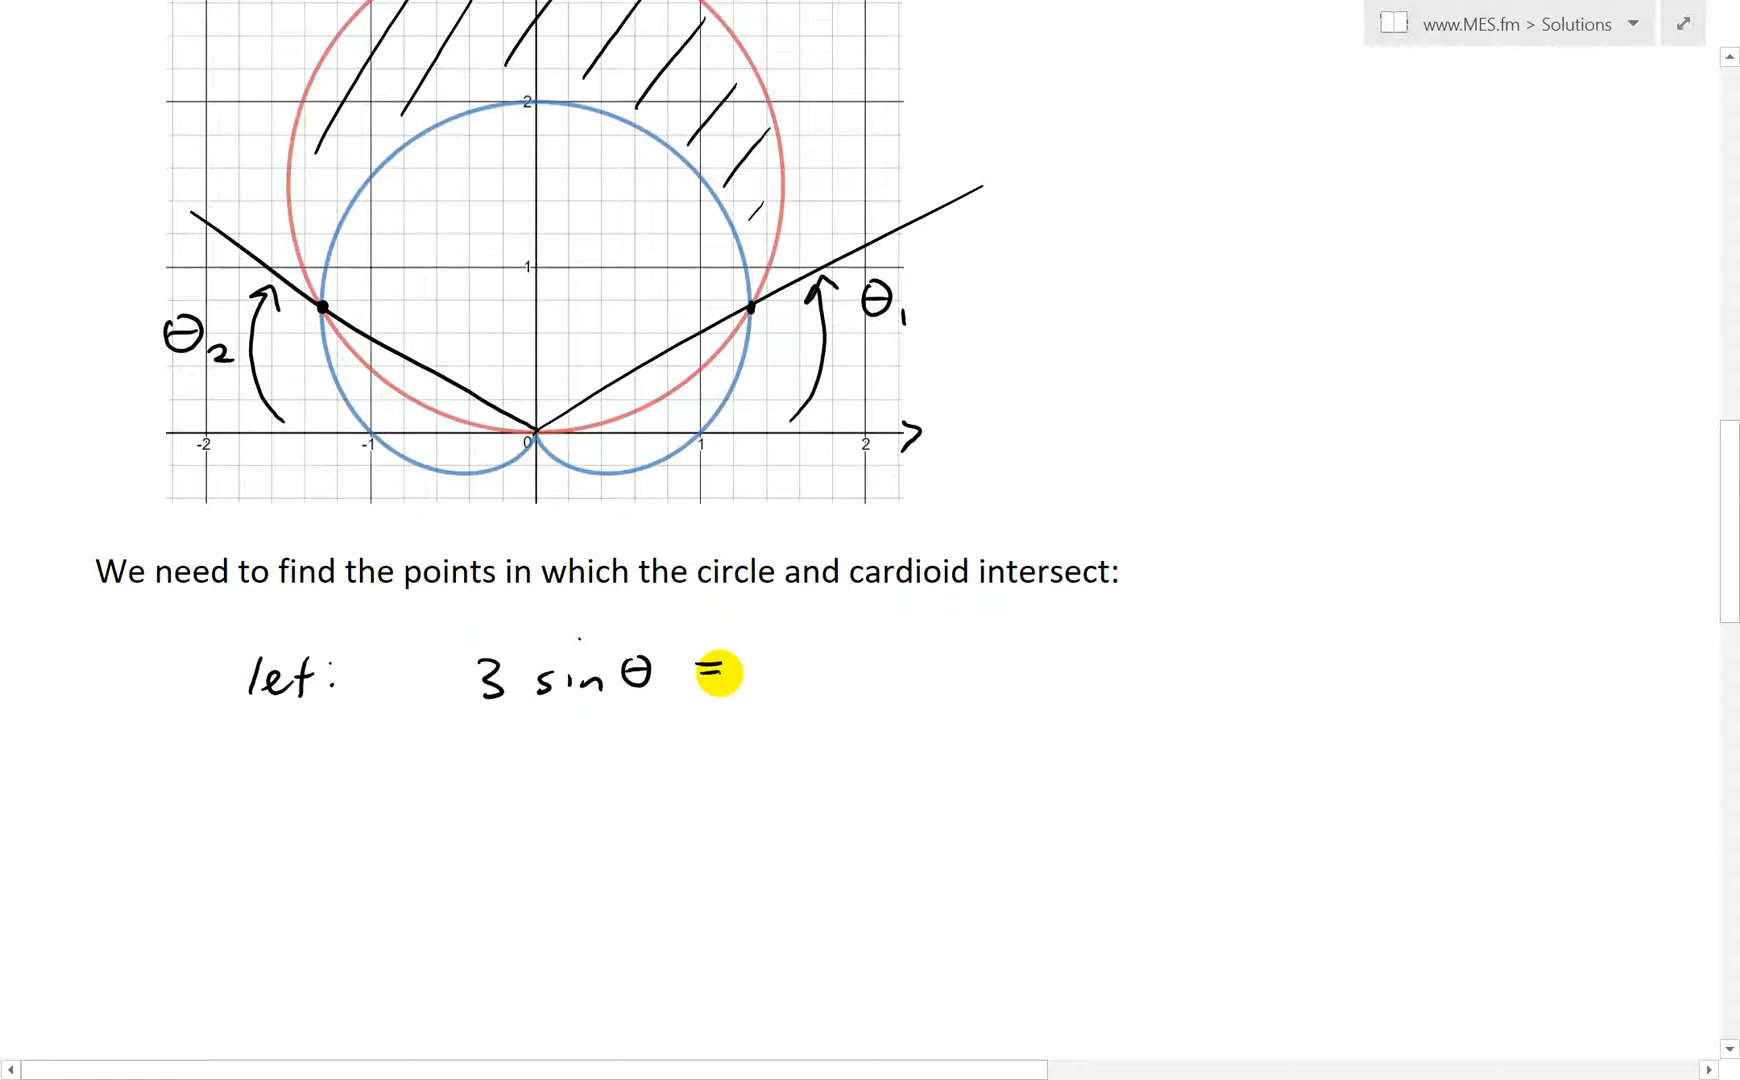 www.MES.fm > Solutions
2
1
θ₁
θ₂
-2 -1 0 1 2
We need to find the points in which the circle and cardioid intersect:
let: 3 sin θ =